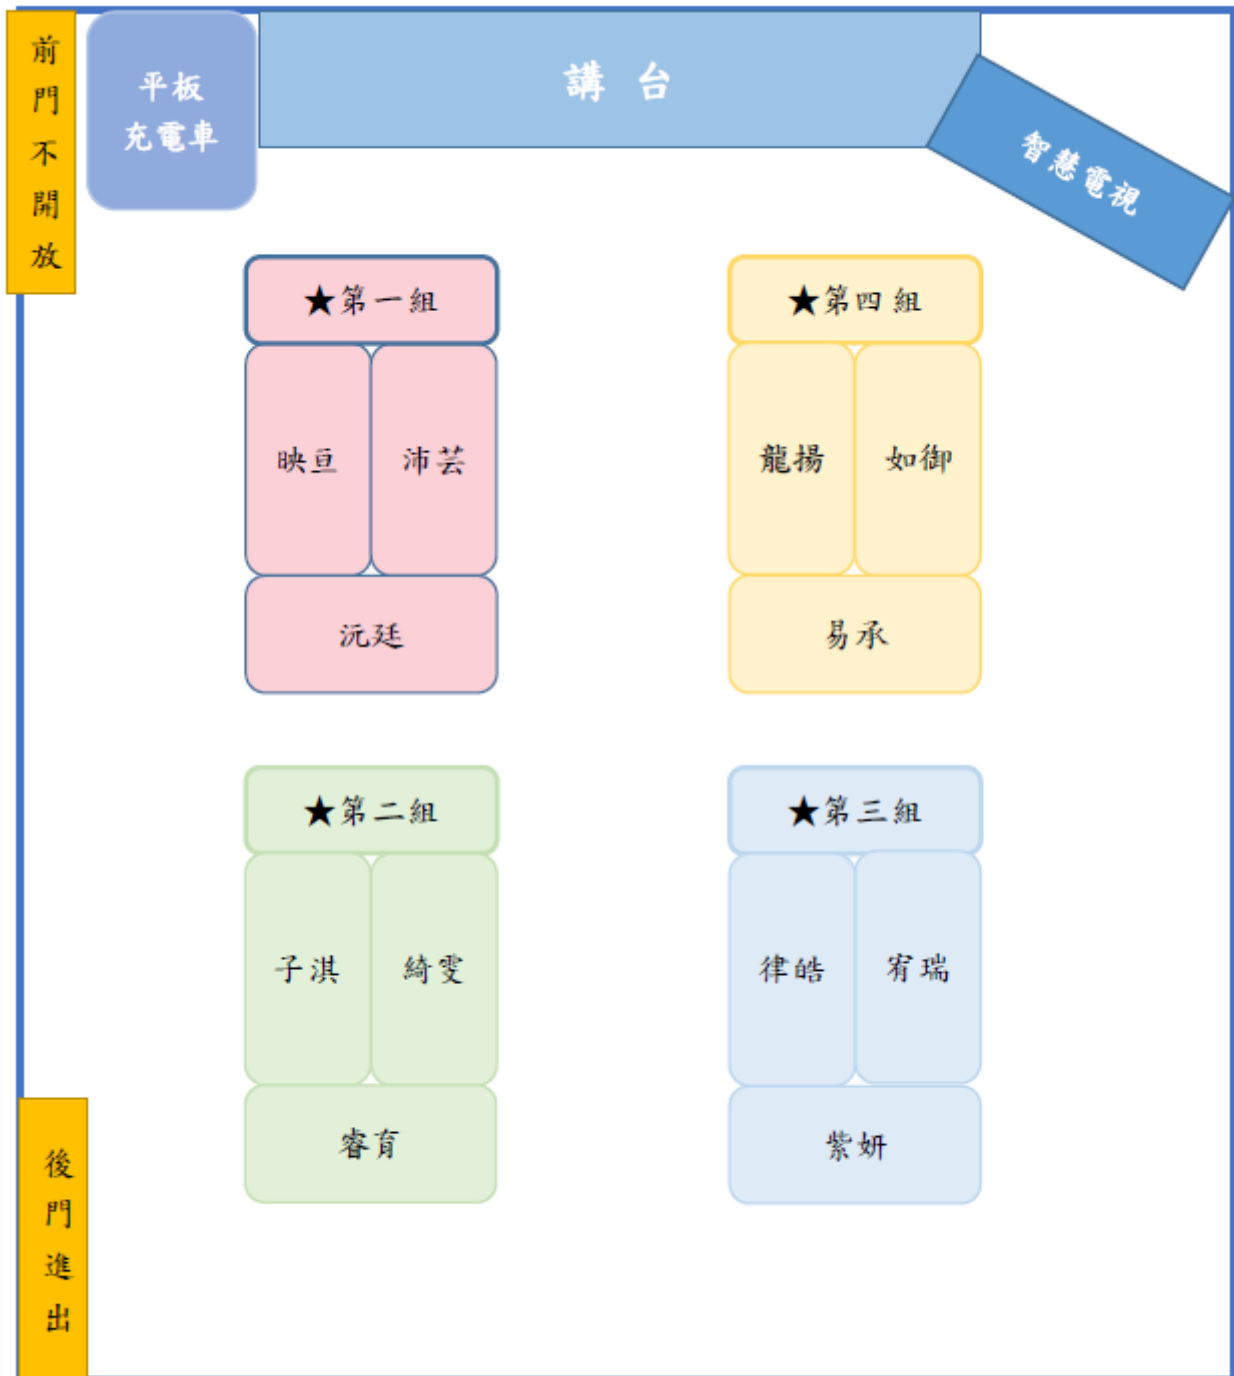 前門不開放
平板
充電車
講台
智慧電視
★第一組
映亘 沛芸
沅廷
★第四組
龍揚 如御
易承
★第二組
子淇 綺雯
睿育
★第三組
律皓 宥瑞
紫妍
後門進出